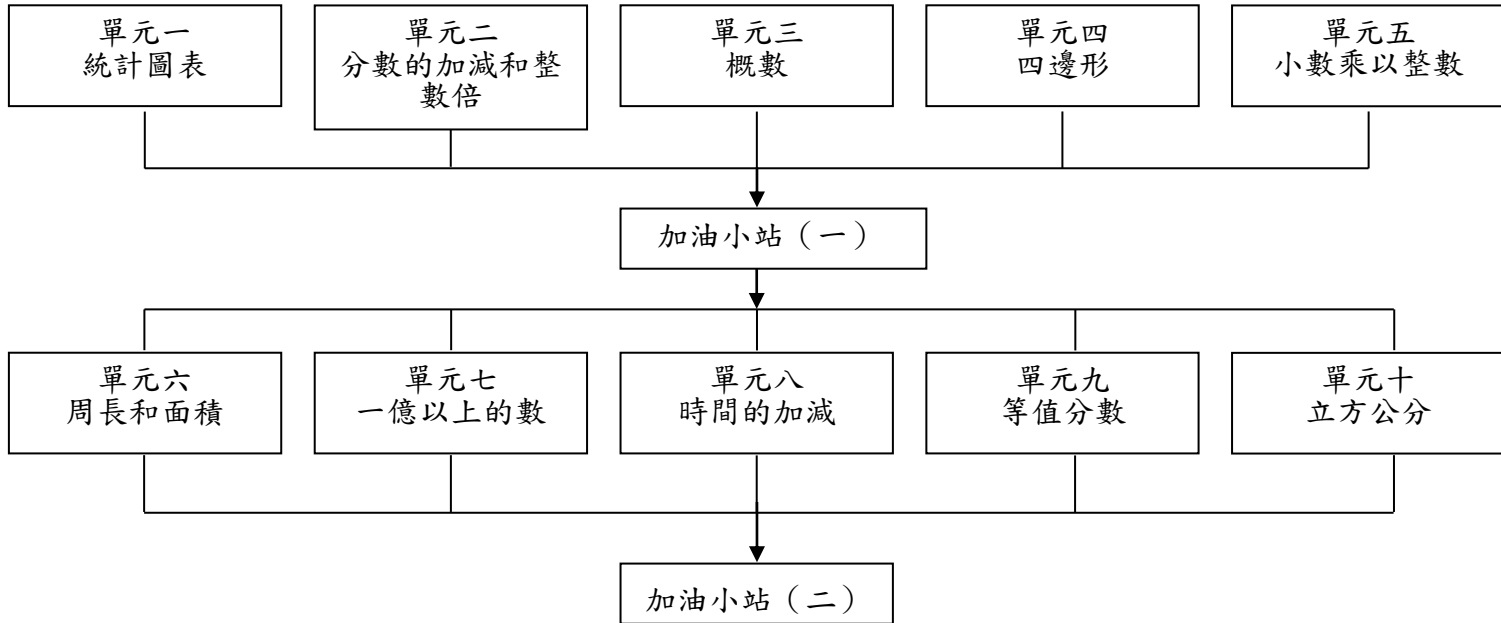 單元一
統計圖表
單元二
分數的加減和整
數倍
單元三
概數
單元四
四邊形
單元五
小數乘以整數
加油小站（一）
單元六
周長和面積
單元七
一億以上的數
單元八
時間的加減
單元九
等值分數
單元十
立方公分
加油小站（二）